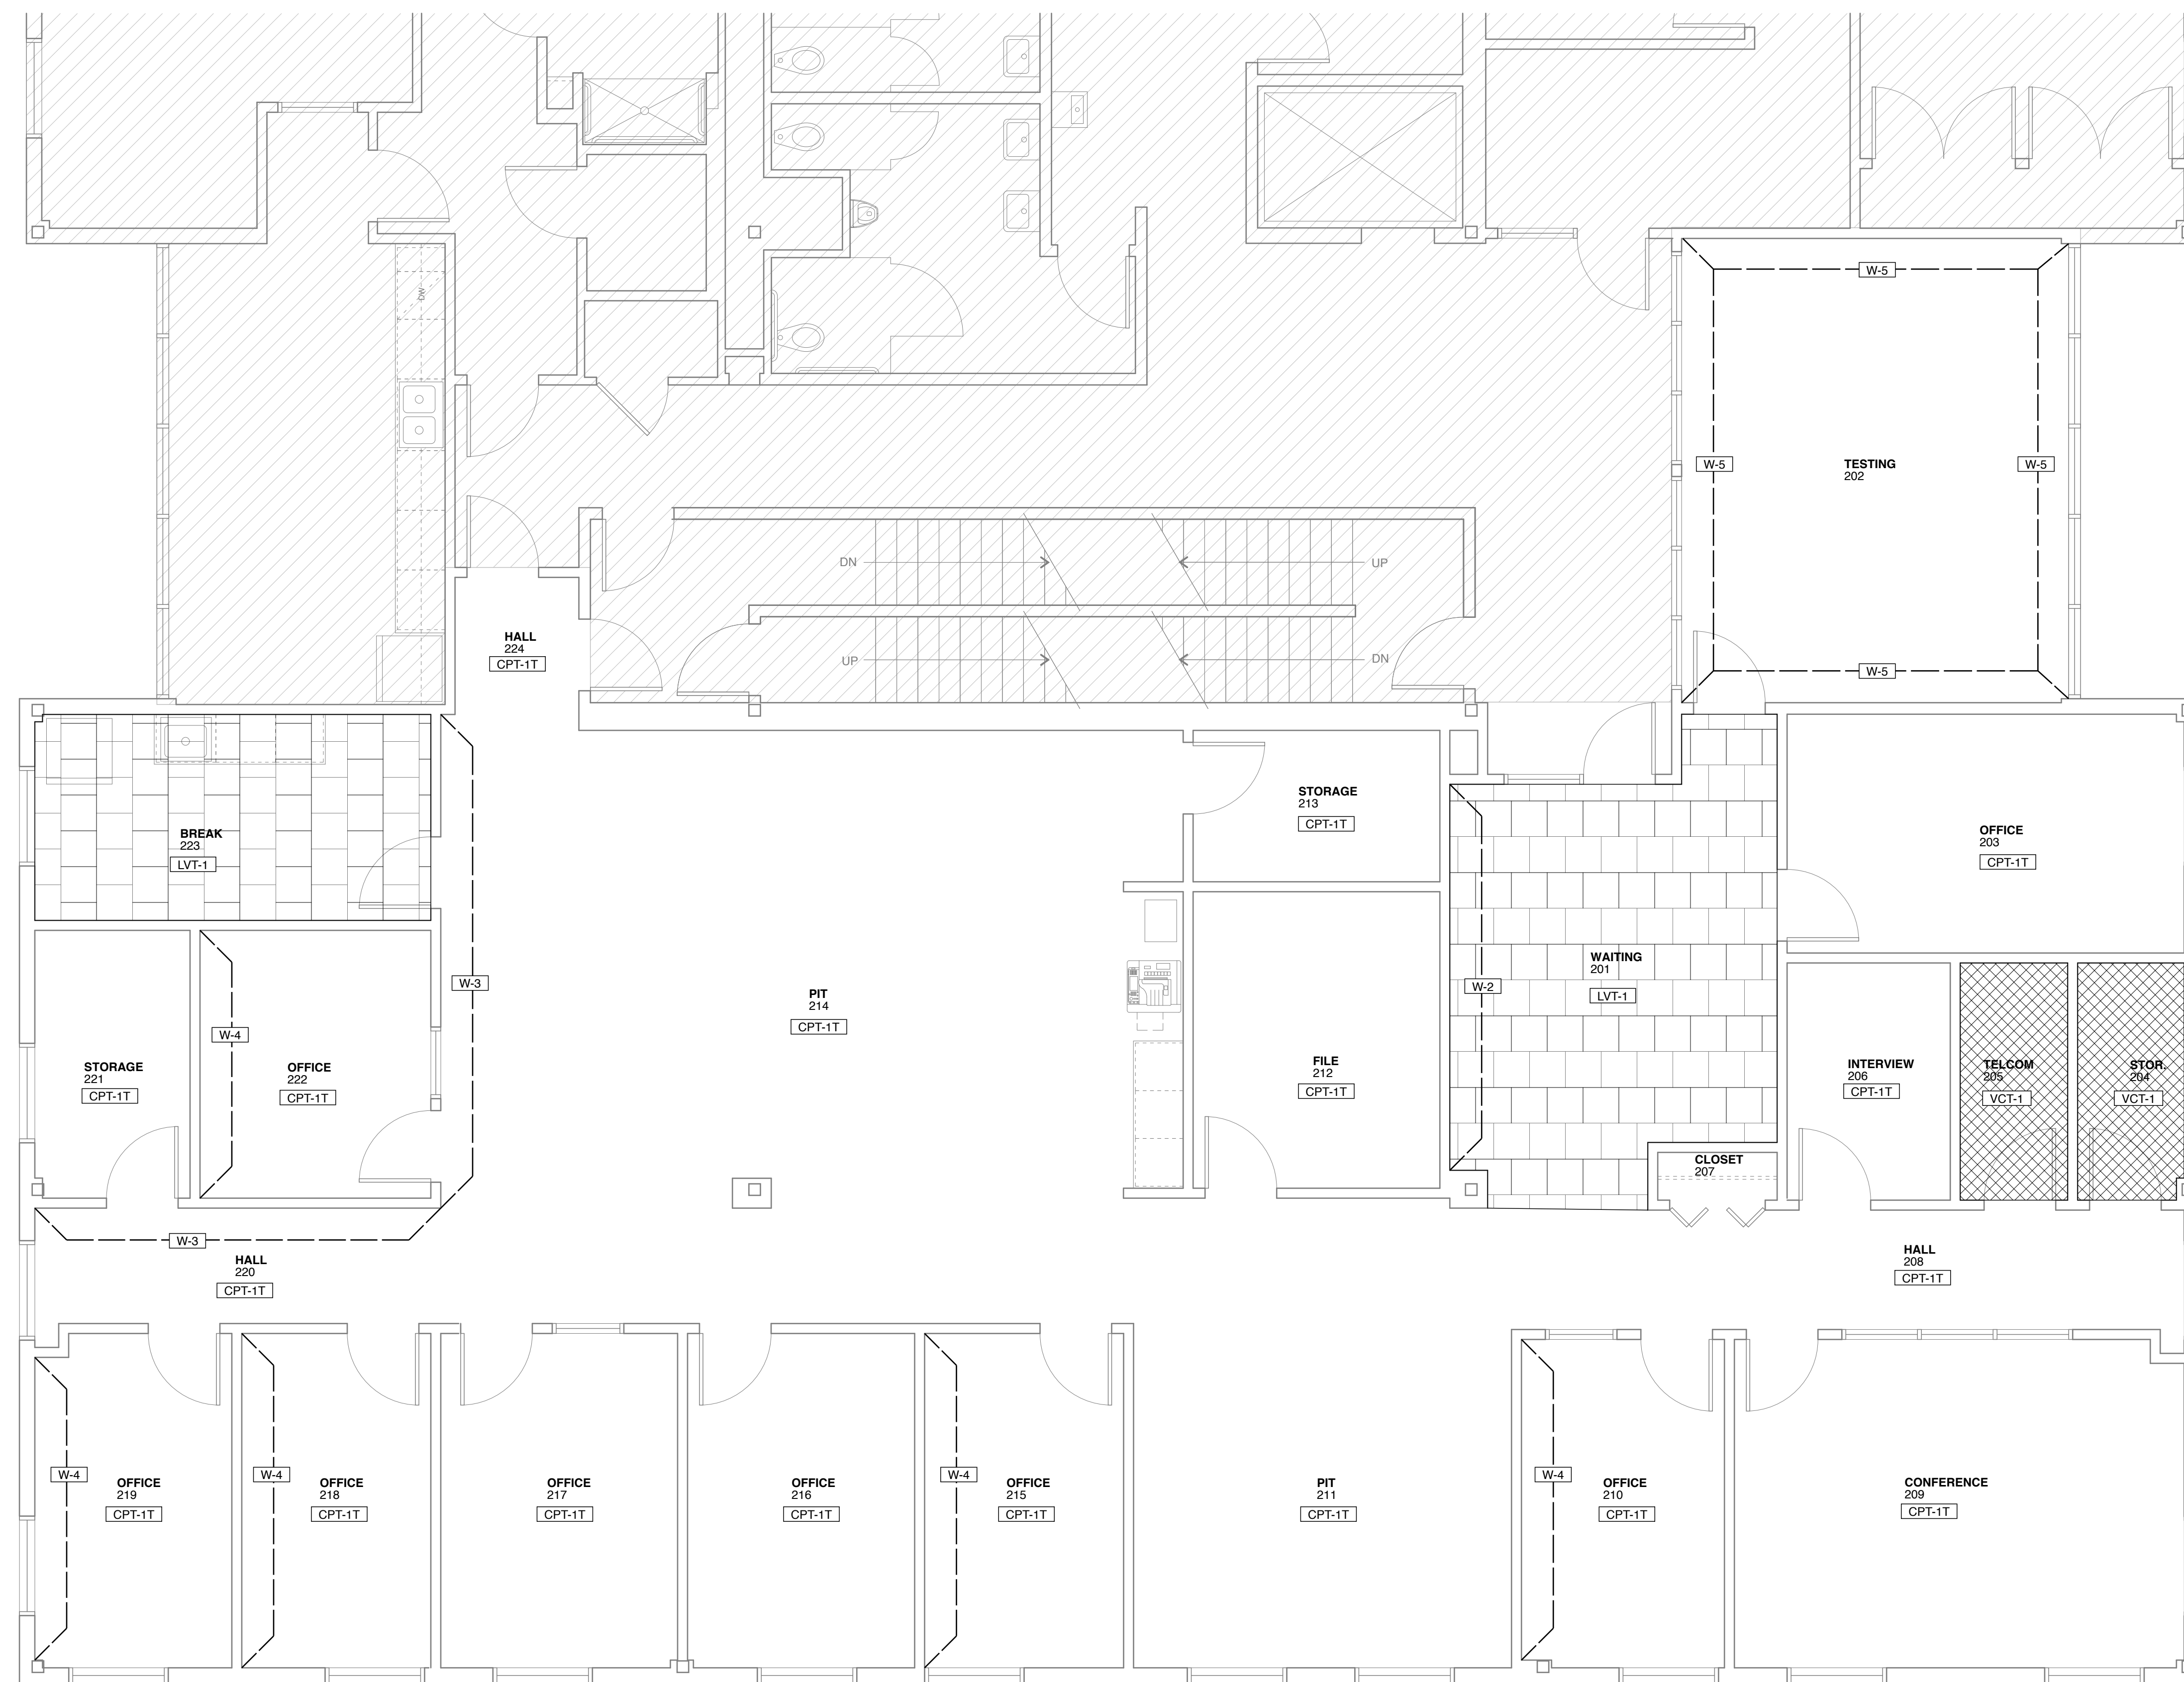 DW
W-5
W-5
TESTING
202
W-5
W-5
DN
UP
UP
DN
HALL
224
CPT-1T
STORAGE
213
CPT-1T
BREAK
223
LVT-1
OFFICE
203
CPT-1T
W-3
PIT
214
CPT-1T
W-2
WAITING
201
LVT-1
W-4
STORAGE
221
CPT-1T
OFFICE
222
CPT-1T
FILE
212
CPT-1T
INTERVIEW
206
CPT-1T
TELCOM
205
VCT-1
STOR.
204
VCT-1
CLOSET
207
W-3
HALL
220
CPT-1T
HALL
208
CPT-1T
W-4
OFFICE
219
CPT-1T
W-4
OFFICE
218
CPT-1T
OFFICE
217
CPT-1T
OFFICE
216
CPT-1T
W-4
OFFICE
215
CPT-1T
PIT
211
CPT-1T
W-4
OFFICE
210
CPT-1T
CONFERENCE
209
CPT-1T